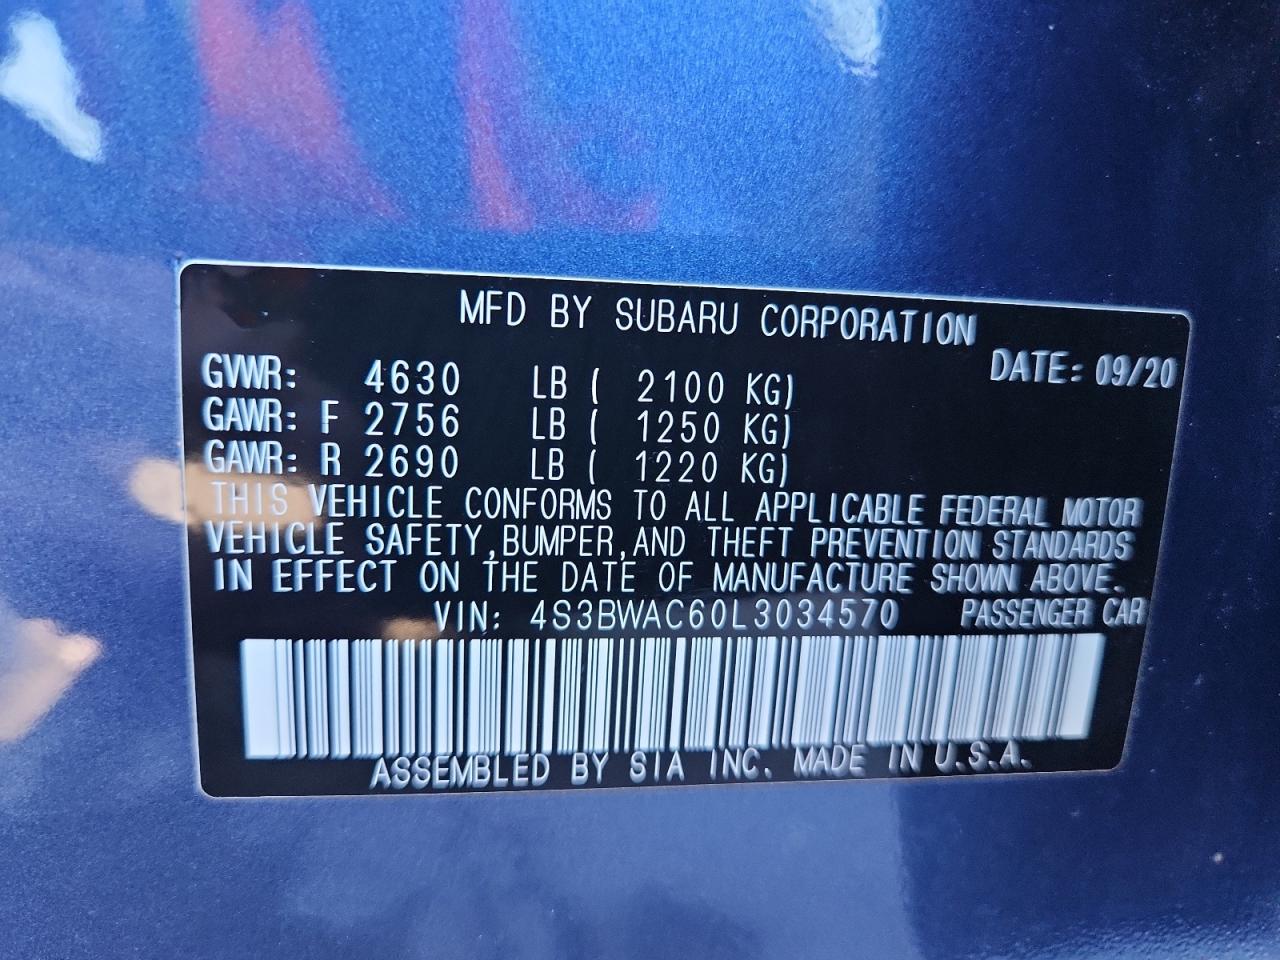 MFD BY SUBARU CORPORATION
DATE: 09/20
GVWR: 4630 LB ( 2100 KG)
GAWR: F 2756 LB ( 1250 KG)
GAWR: R 2690 LB ( 1220 KG)
THIS VEHICLE CONFORMS TO ALL APPLICABLE FEDERAL MOTOR
VEHICLE SAFETY, BUMPER, AND THEFT PREVENTION STANDARDS
IN EFFECT ON THE DATE OF MANUFACTURE SHOWN ABOVE.
VIN: 4S3BWAC60L3034570 PASSENGER CAR
ASSEMBLED BY SIA INC. MADE IN U.S.A.